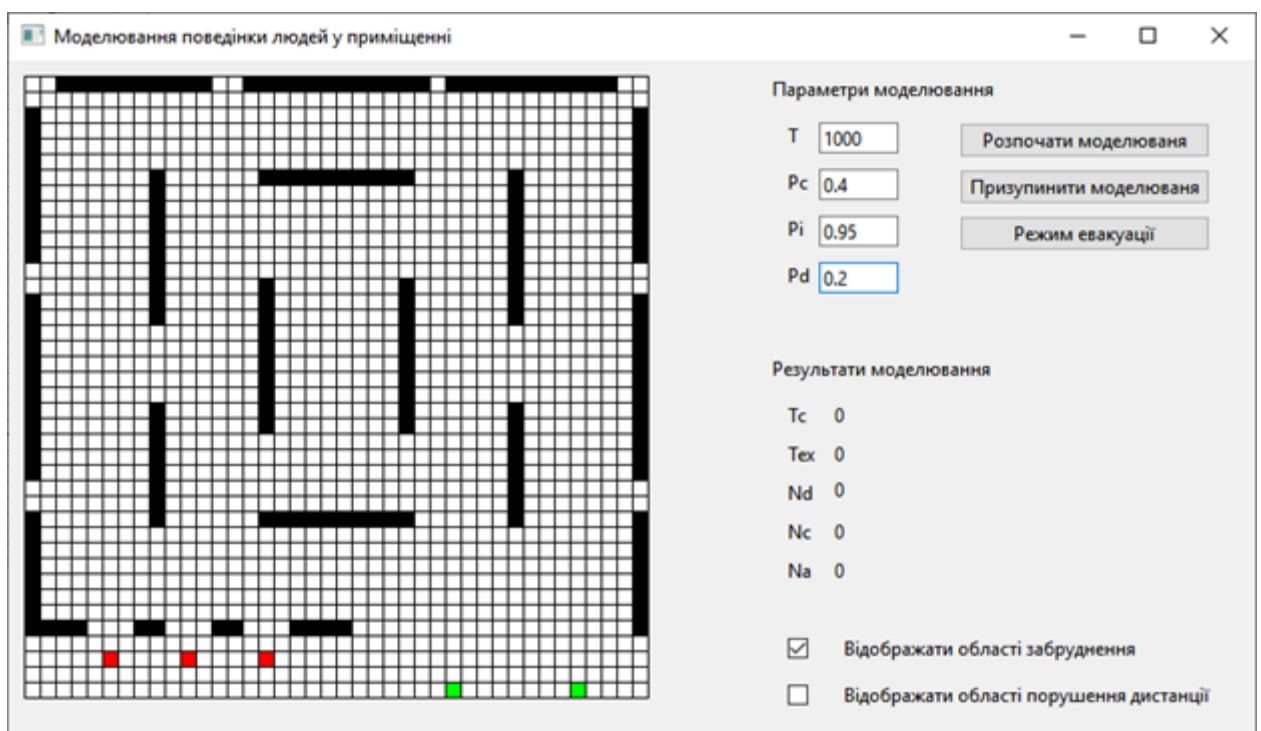 Моделювання поведінки людей у приміщенні
Параметри моделювання
T 1000 Розпочати моделюваня
Pc 0.4 Призупинити моделюваня
Pi 0.95 Режим евакуації
Pd 0.2
Результати моделювання
Tc 0
Tex 0
Nd 0
Nc 0
Na 0
Відображати області забруднення
Відображати області порушення дистанції